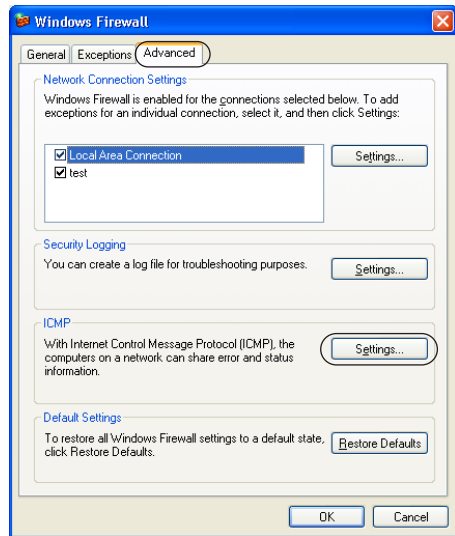 Windows Firewall
General
Exceptions
Advanced
Network Connection Settings
Windows Firewall is enabled for the connections selected below. To add
exceptions for an individual connection, select it, and then click Settings:
Local Area Connection
test
Settings...
Security Logging
You can create a log file for troubleshooting purposes.
Settings...
ICMP
With Internet Control Message Protocol (ICMP), the
computers on a network can share error and status
information.
Settings...
Default Settings
To restore all Windows Firewall settings to a default state,
click Restore Defaults.
Restore Defaults
OK
Cancel